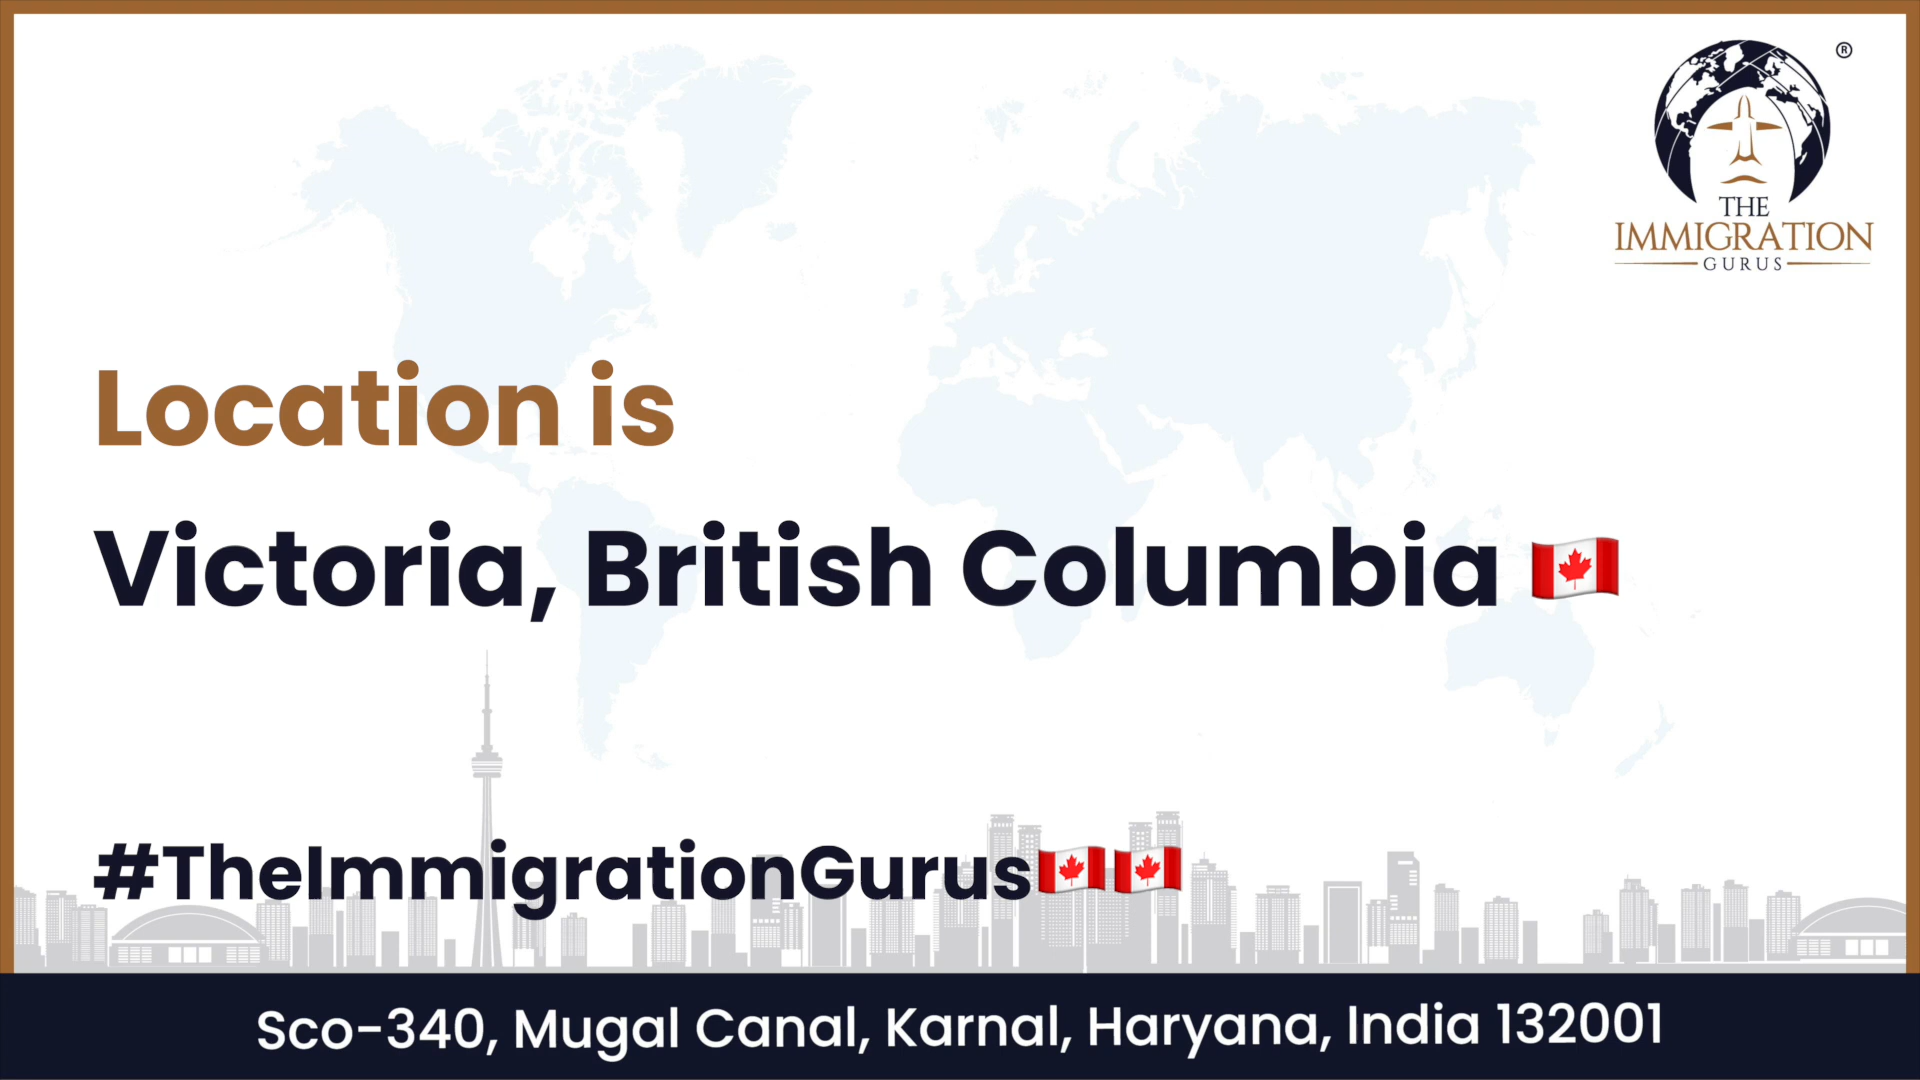 ®
THE
IMMIGRATION
GURUS
Location is
Victoria, British Columbia 🇨🇦
#TheImmigrationGurus🇨🇦🇨🇦
Sco-340, Mugal Canal, Karnal, Haryana, India 132001